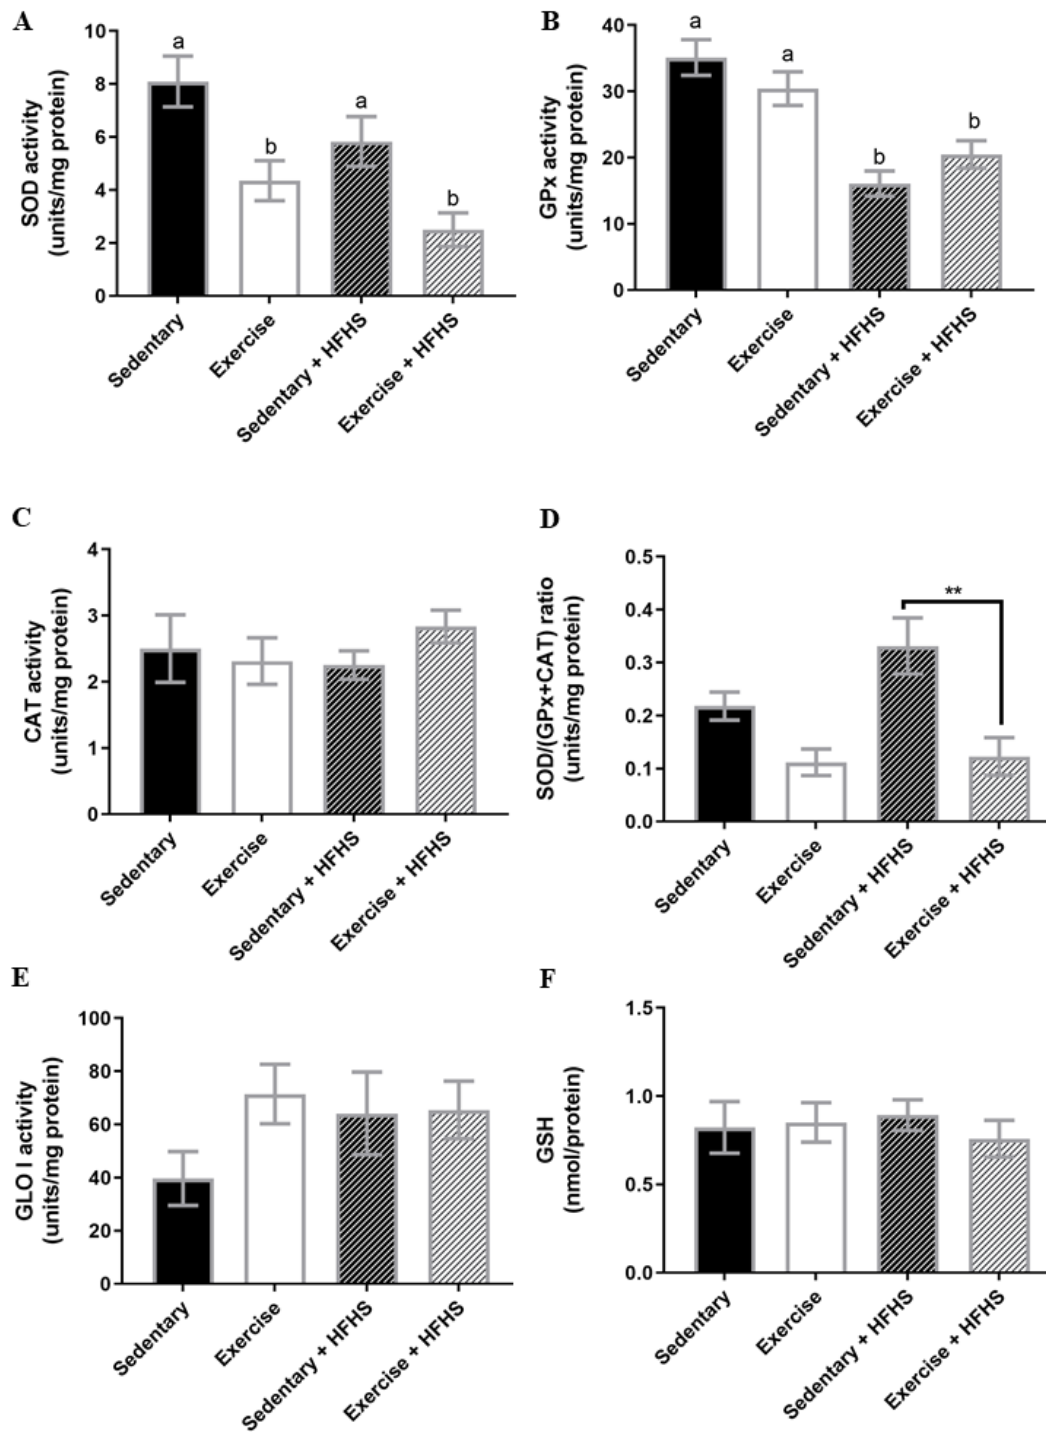 A
SOD activity
(units/mg protein)
10
8
6
4
2
0
a
b
a
b
Sedentary
Exercise
Sedentary + HFHS
Exercise + HFHS
B
GPx activity
(units/mg protein)
40
30
20
10
0
a
a
b
b
Sedentary
Exercise
Sedentary + HFHS
Exercise + HFHS
C
CAT activity
(units/mg protein)
4
3
2
1
0
Sedentary
Exercise
Sedentary + HFHS
Exercise + HFHS
D
SOD/(GPx+CAT) ratio
(units/mg protein)
0.5
0.4
0.3
0.2
0.1
0.0
**
Sedentary
Exercise
Sedentary + HFHS
Exercise + HFHS
E
GLO I activity
(units/mg protein)
100
80
60
40
20
0
Sedentary
Exercise
Sedentary + HFHS
Exercise + HFHS
F
GSH
(nmol/protein)
1.5
1.0
0.5
0.0
Sedentary
Exercise
Sedentary + HFHS
Exercise + HFHS